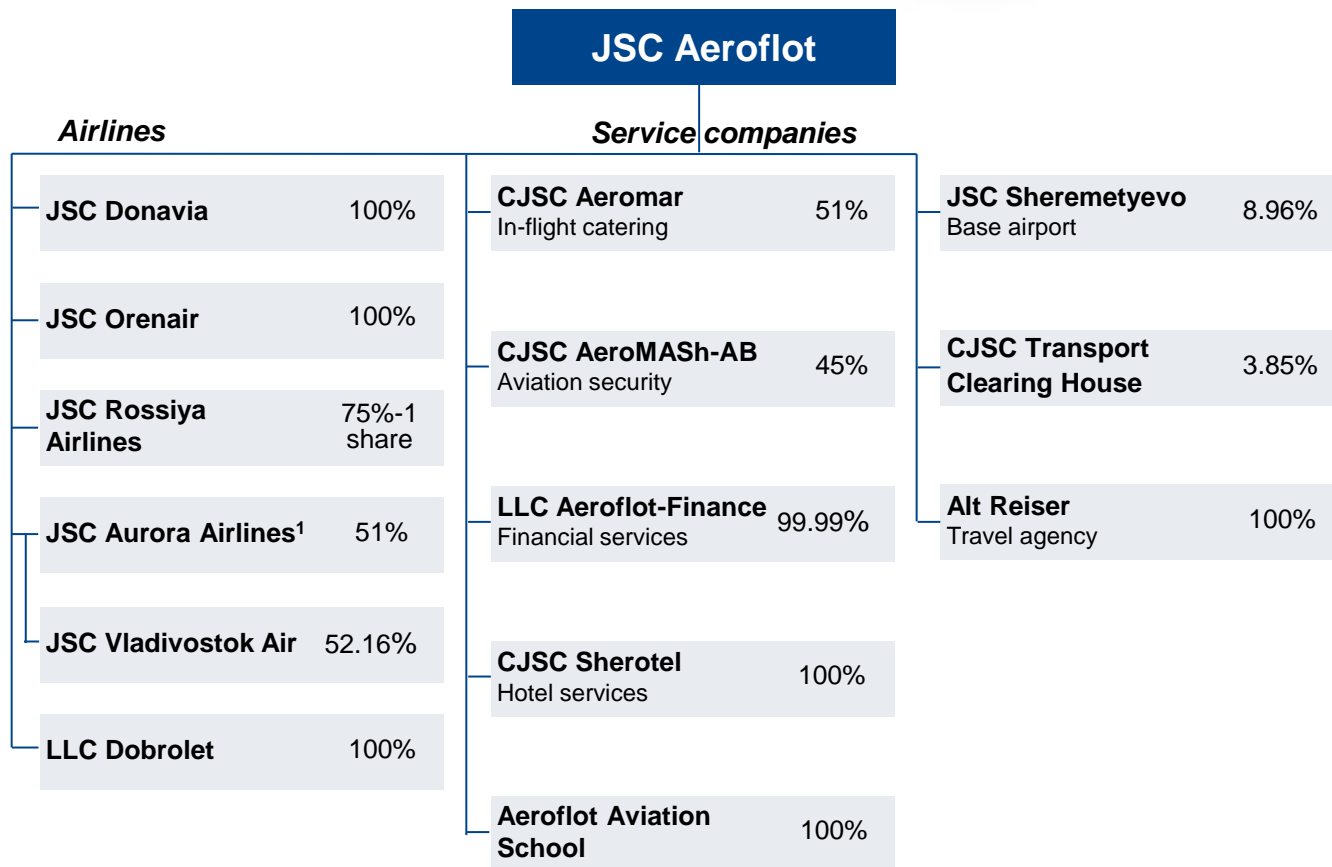 JSC Aeroflot
Airlines
JSC Donavia 100%
JSC Orenair 100%
JSC Rossiya
Airlines
75%-1
share
JSC Aurora Airlines¹ 51%
JSC Vladivostok Air 52.16%
LLC Dobrolet 100%
Service companies
CJSC Aeromar
In-flight catering
51%
CJSC AeroMASh-AB
Aviation security
45%
LLC Aeroflot-Finance
Financial services
99.99%
CJSC Sherotel
Hotel services
100%
Aeroflot Aviation
School
100%
JSC Sheremetyevo
Base airport
8.96%
CJSC Transport
Clearing House
3.85%
Alt Reiser
Travel agency
100%